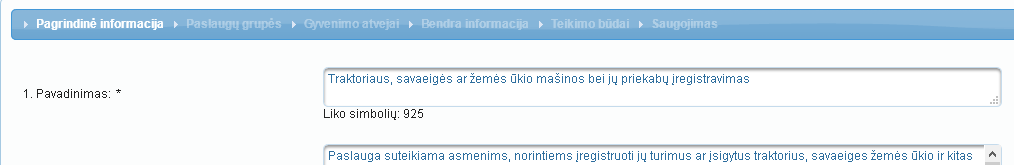 Pagrindinė informacija Paslaugų grupės Gyvenimo atvejai Bendra informacija Teikimo būdai Saugojimas
Traktoriaus, savaeigės ar žemės ūkio mašinos bei jų priekabų įregistravimas
1. Pavadinimas: *
Liko simbolių: 925
Paslauga suteikiama asmenims, norintiems įregistruoti jų turimus ar įsigytus traktorius, savaeiges žemės ūkio ir kitas